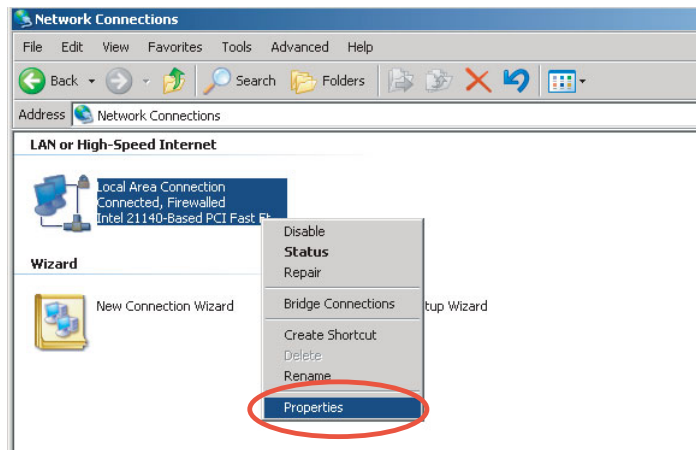 Network Connections
File Edit View Favorites Tools Advanced Help
Back Search Folders
Address Network Connections
LAN or High-Speed Internet
Local Area Connection
Connected, Firewalled
Intel 21140-Based PCI Fast Et...
Disable
Status
Repair
Wizard
Bridge Connections
New Connection Wizard tup Wizard
Create Shortcut
Delete
Rename
Properties